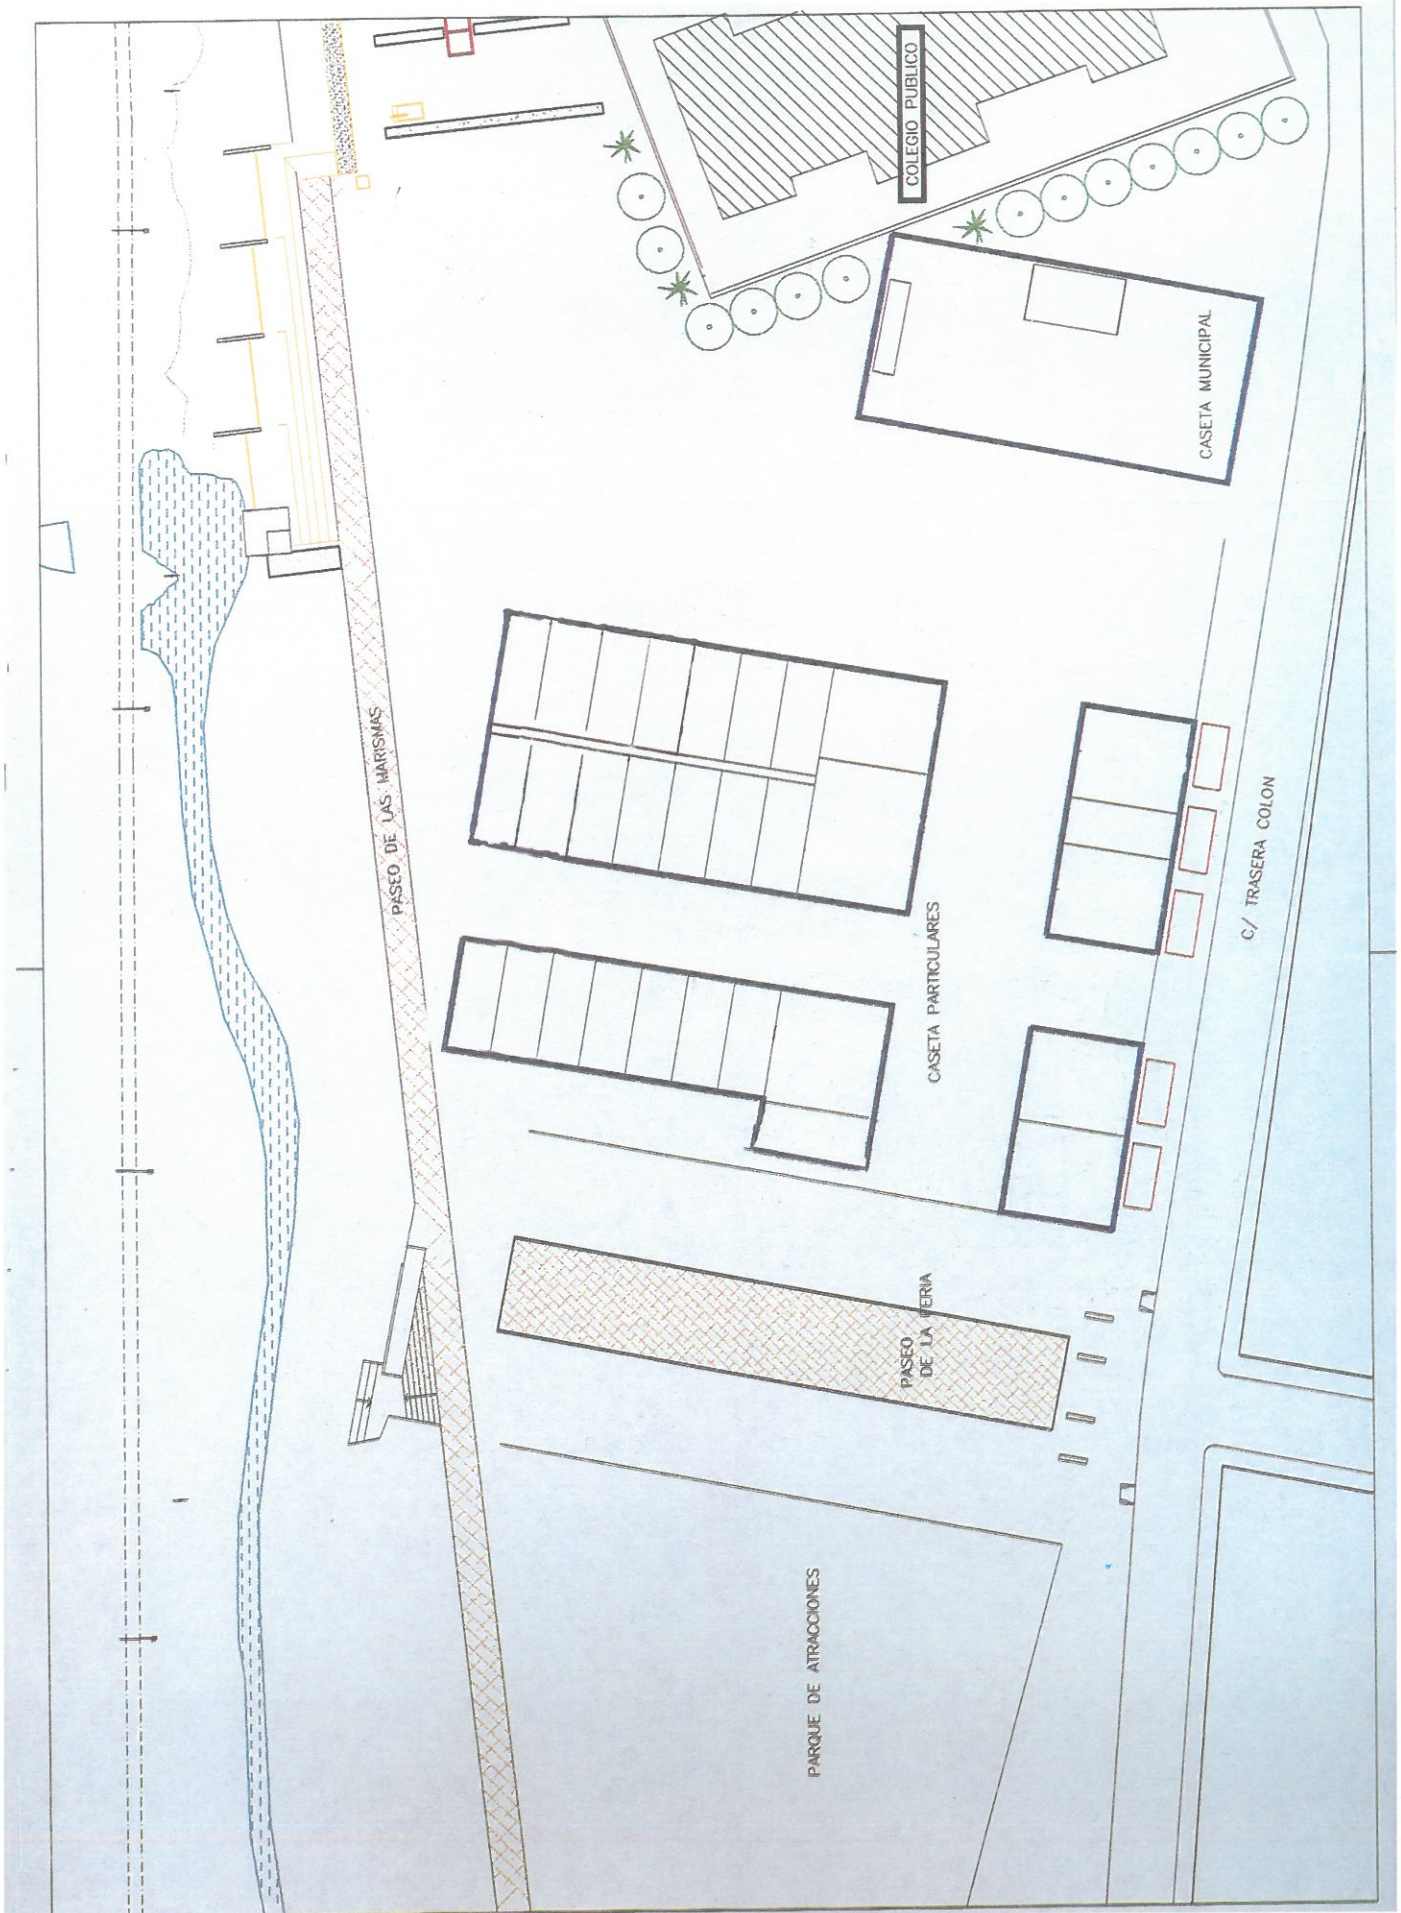 COLEGIO PUBLICO
CASETA MUNICIPAL
PASEO DE LAS MARISMAS
C/ TRASERA COLON
CASETA PARTICULARES
PASEO
DE LA FERIA
PARQUE DE ATRACCIONES